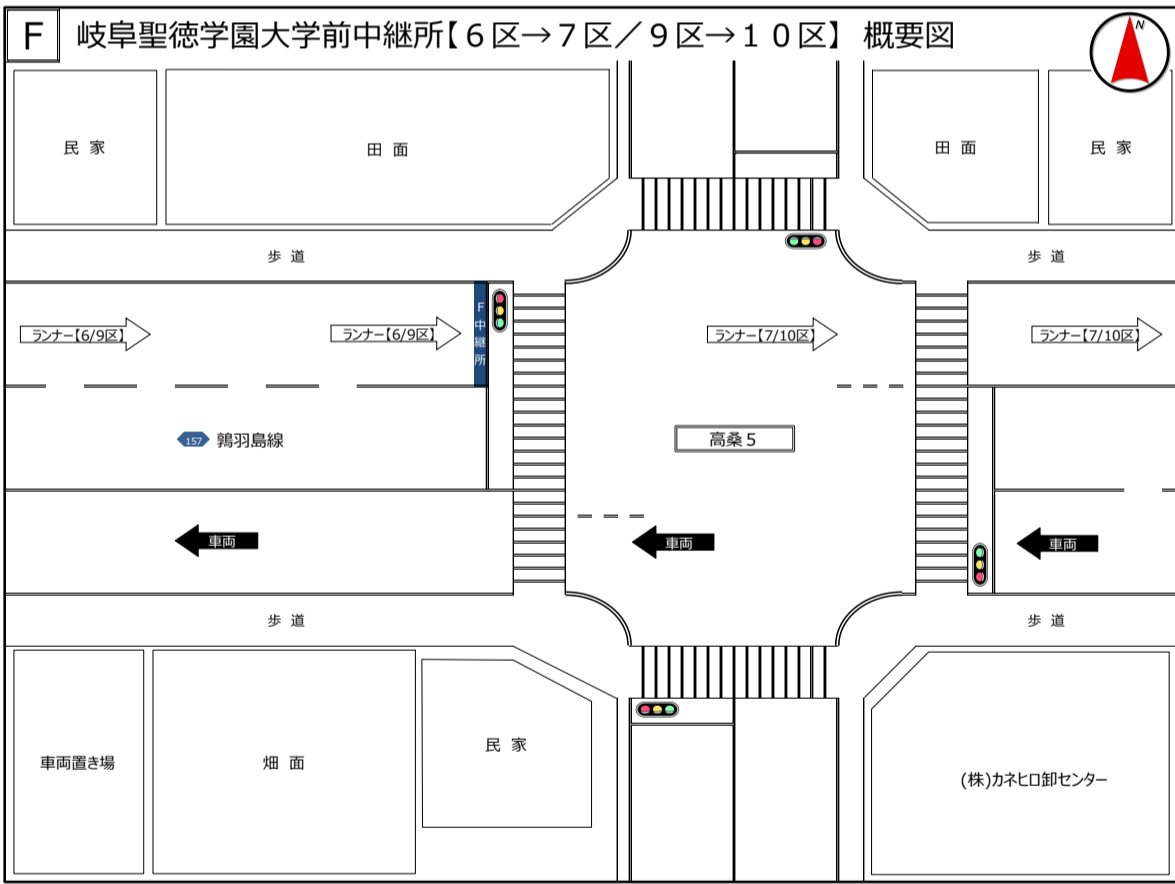 F 岐阜聖徳学園大学前中継所【６区→７区／９区→１０区】 概要図
N
民 家
田 面
田 面
民 家
歩 道
歩 道
F中継所
ランナー【6/9区】
ランナー【6/9区】
ランナー【7/10区】
ランナー【7/10区】
157 鶉羽島線
高桑５
車両
車両
車両
歩 道
歩 道
車両置き場
畑 面
民 家
(株)カネヒロ卸センター